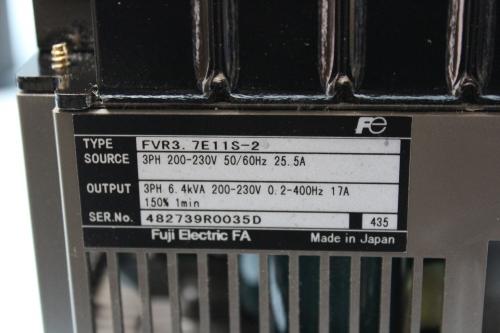 Fe
TYPE FVR3.7E11S-2
SOURCE 3PH 200-230V 50/60Hz 25.5A
OUTPUT 3PH 6.4kVA 200-230V 0.2-400Hz 17A
150% 1min
SER.No. 482739R0035D 435
Fuji Electric FA Made in Japan